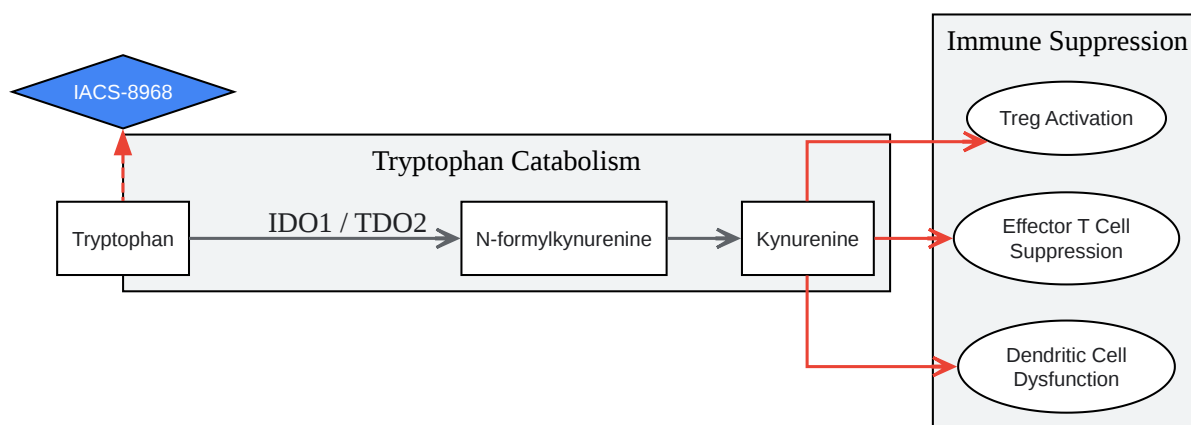 Immune Suppression
IACS-8968
Treg Activation
Tryptophan Catabolism
IDO1 / TDO2
Tryptophan
N-formylkynurenine
Kynurenine
Effector T Cell
Suppression
Dendritic Cell
Dysfunction